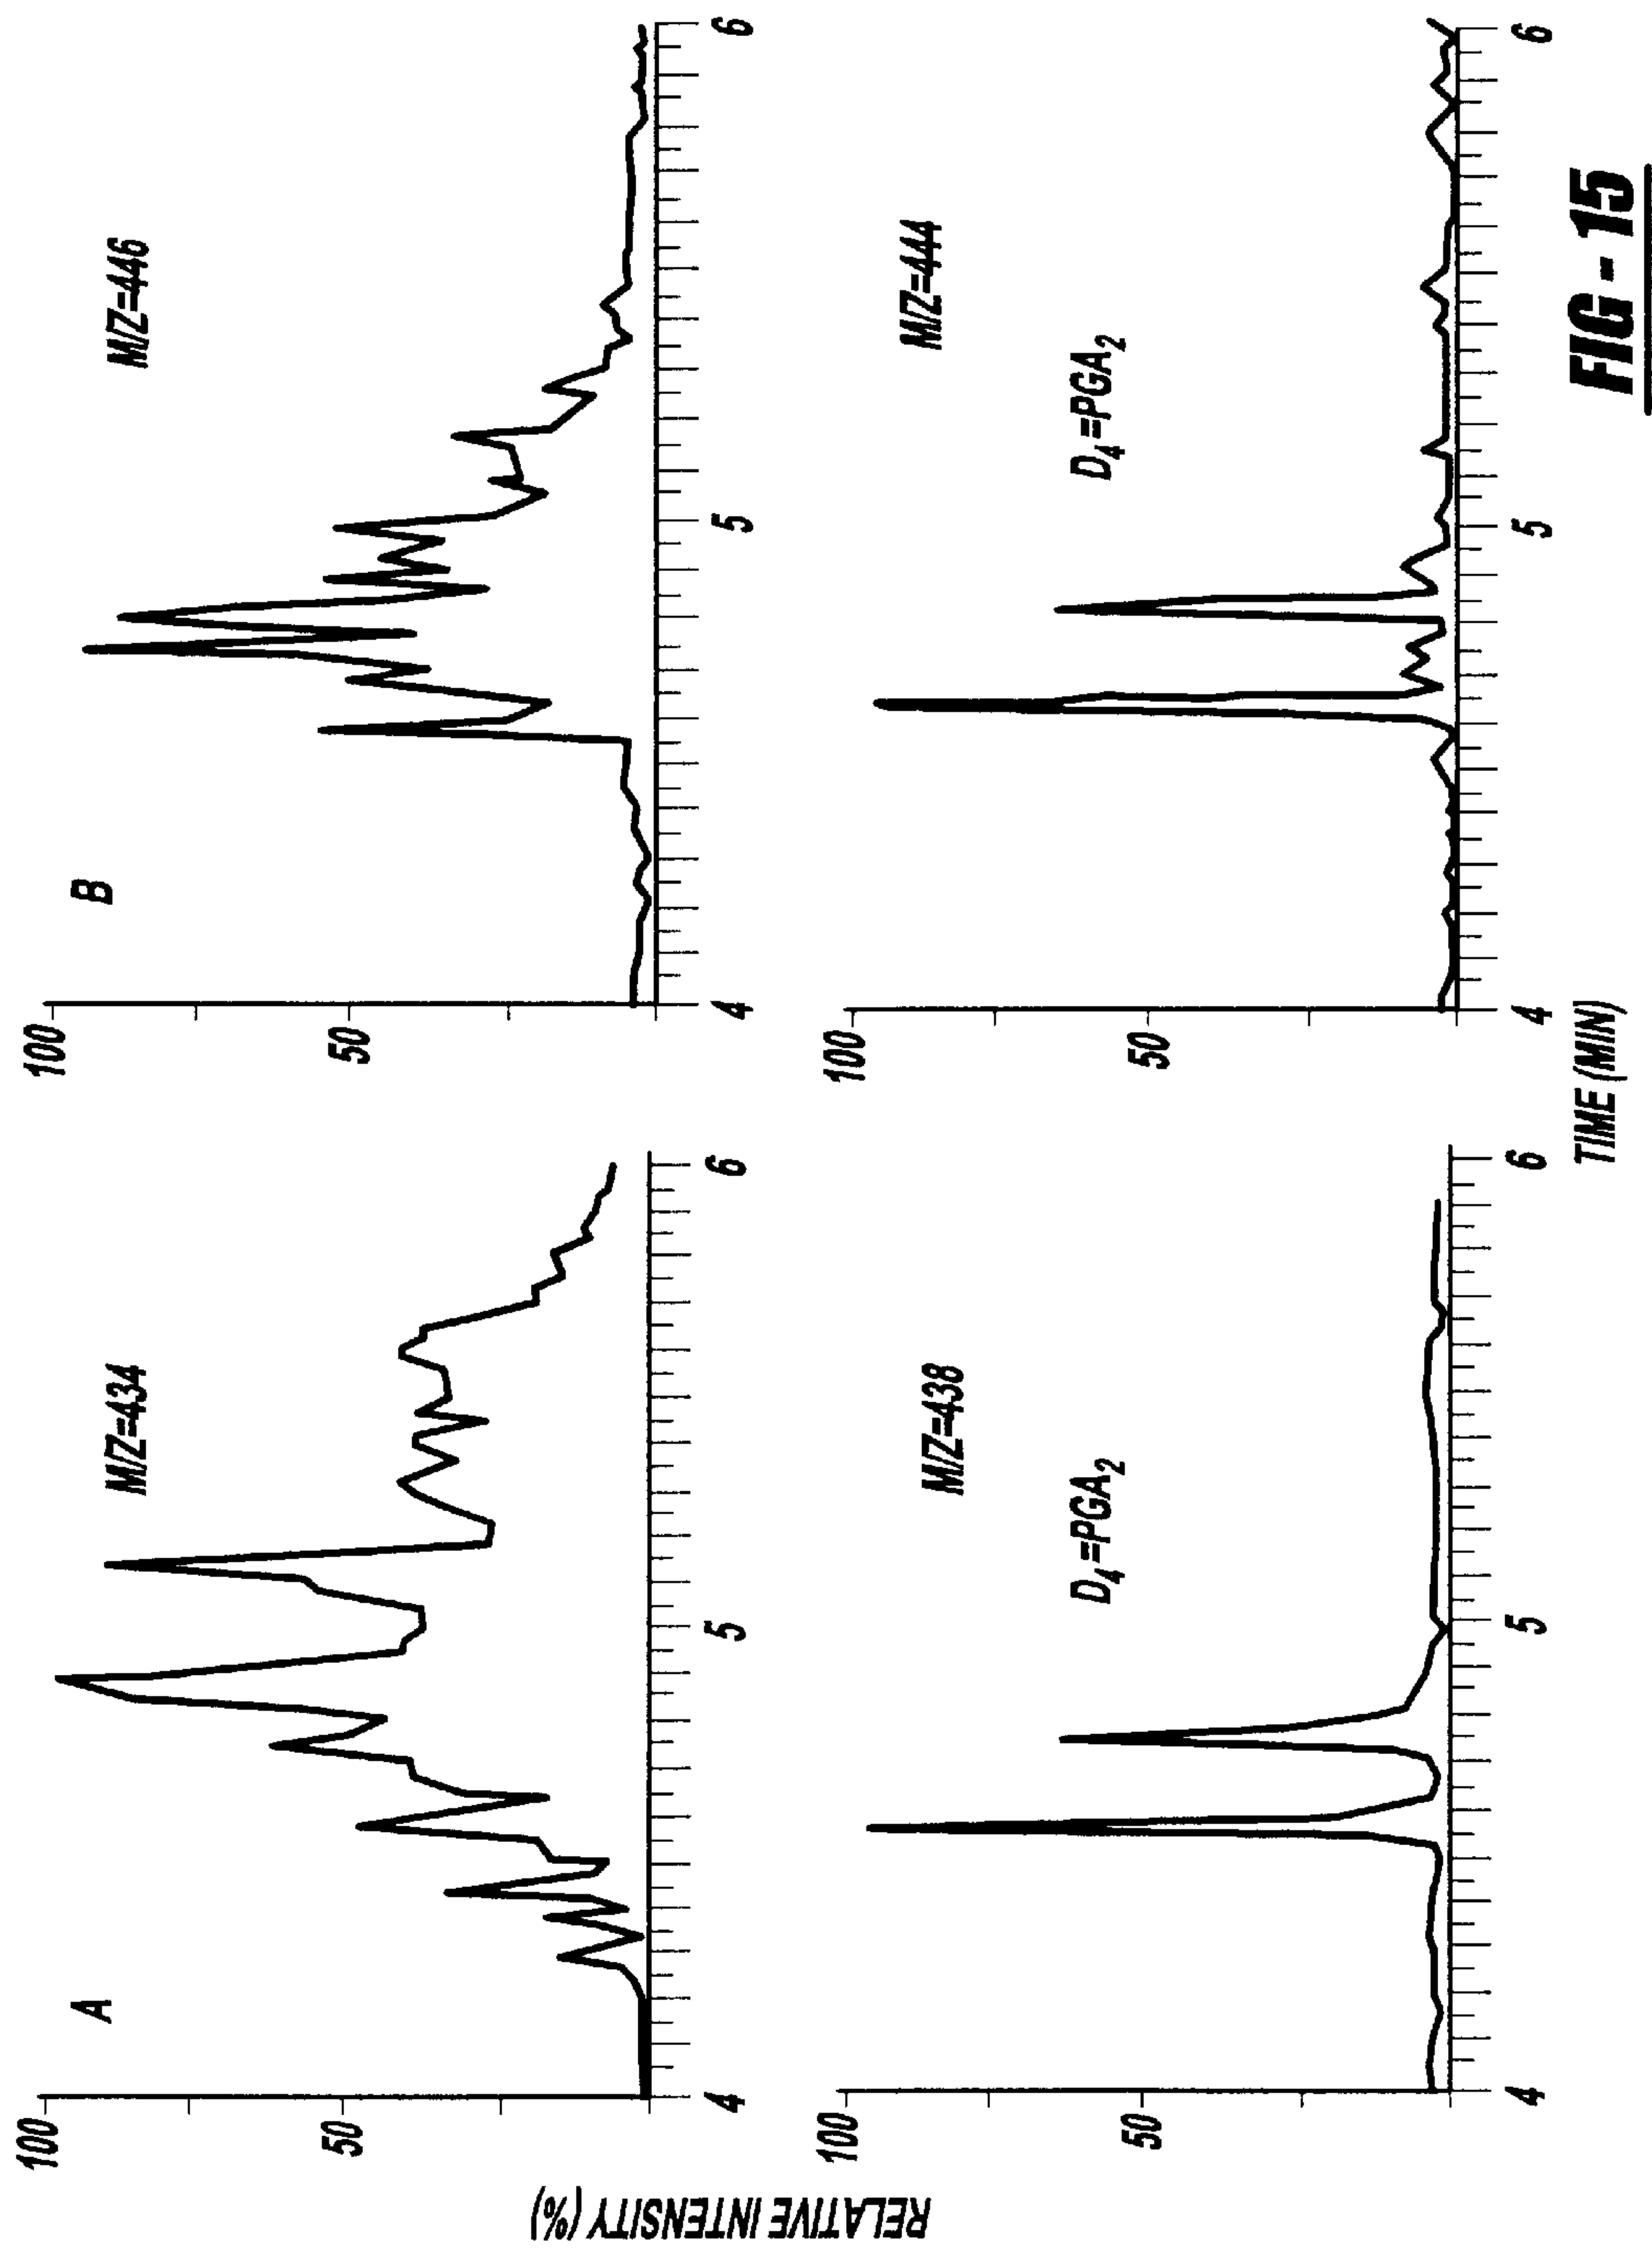 A
M/Z=434
100
50
4
5
6
B
M/Z=446
100
50
4
5
6
RELATIVE INTENSITY (%)
M/Z=438
D4=PGA2
100
50
4
5
6
M/Z=444
D4=PGA2
100
50
4
5
6
TIME (MIN)
FIG - 15